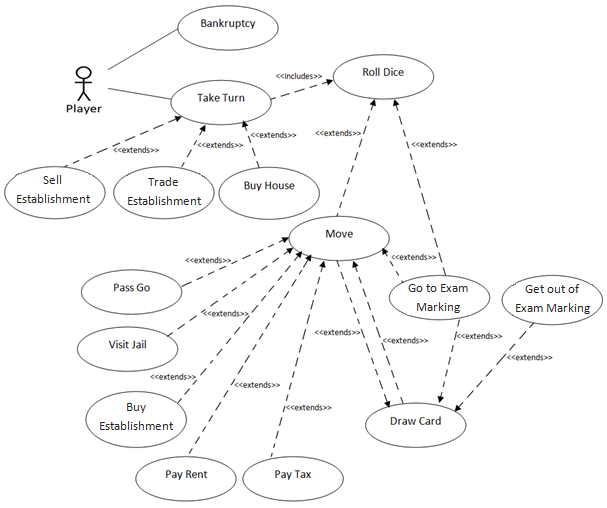 Bankruptcy
Player
Take Turn
<<includes>>
Roll Dice
<<extends>>
<<extends>>
<<extends>>
<<extends>>
<<extends>>
Sell
Establishment
Trade
Establishment
Buy House
Move
<<extends>>
<<extends>>
Pass Go
Go to Exam
Marking
Get out of
Exam Marking
<<extends>>
Visit Jail
<<extends>>
<<extends>>
<<extends>>
<<extends>>
<<extends>>
<<extends>>
Buy
Establishment
<<extends>>
Draw Card
Pay Rent
Pay Tax